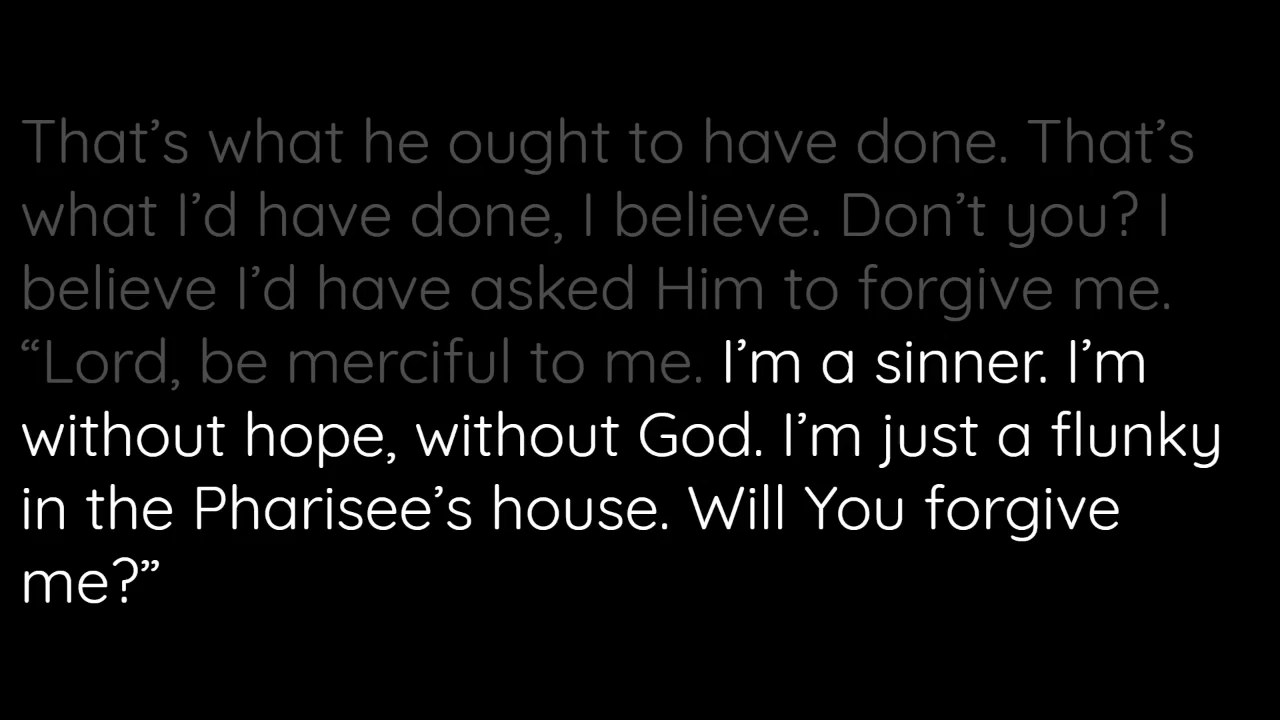 That’s what he ought to have done. That’s
what I’d have done, I believe. Don’t you? I
believe I’d have asked Him to forgive me.
“Lord, be merciful to me. I’m a sinner. I’m
without hope, without God. I’m just a flunky
in the Pharisee’s house. Will You forgive
me?”